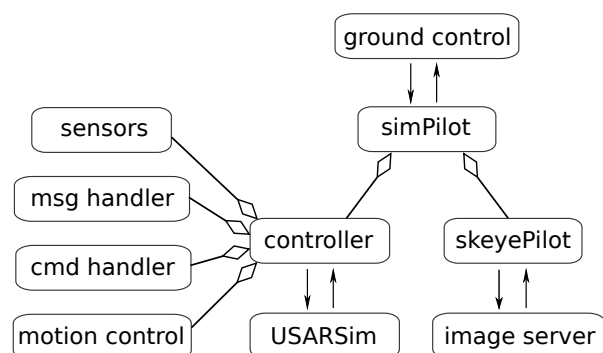 ground control
simPilot
sensors
msg handler
controller
skeyePilot
cmd handler
motion control
USARSim
image server